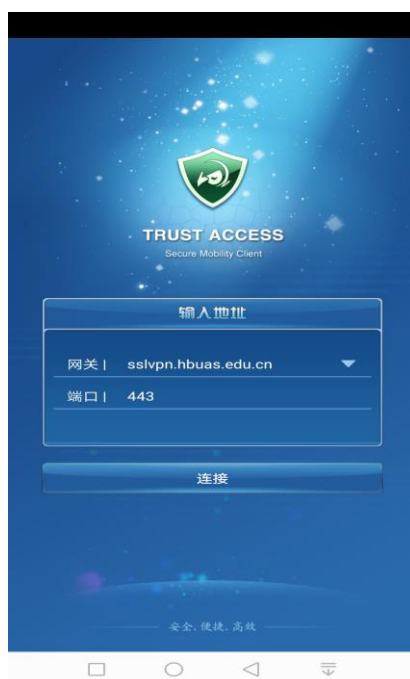 TRUST ACCESS
Secure Mobility Client
输入地址
网关 | sslvpn.hbuas.edu.cn
端口 | 443
连接
安全. 便捷. 高效